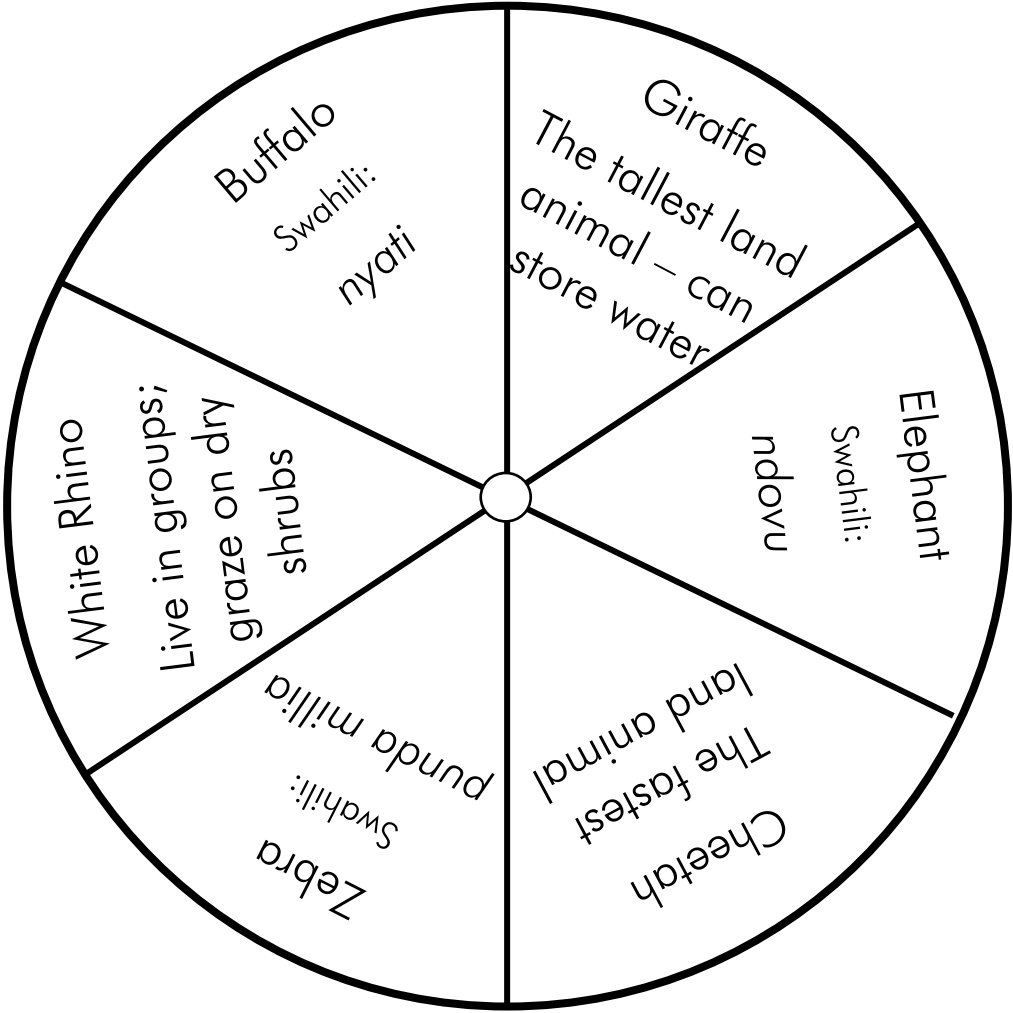 Giraffe
The tallest land
animal – can
store water
Elephant
Swahili:
ndovu
Cheetah
The fastest
land animal
Zebra
Swahili:
punda millia
White Rhino
Live in groups;
graze on dry
shrubs
Buffalo
Swahili:
nyati